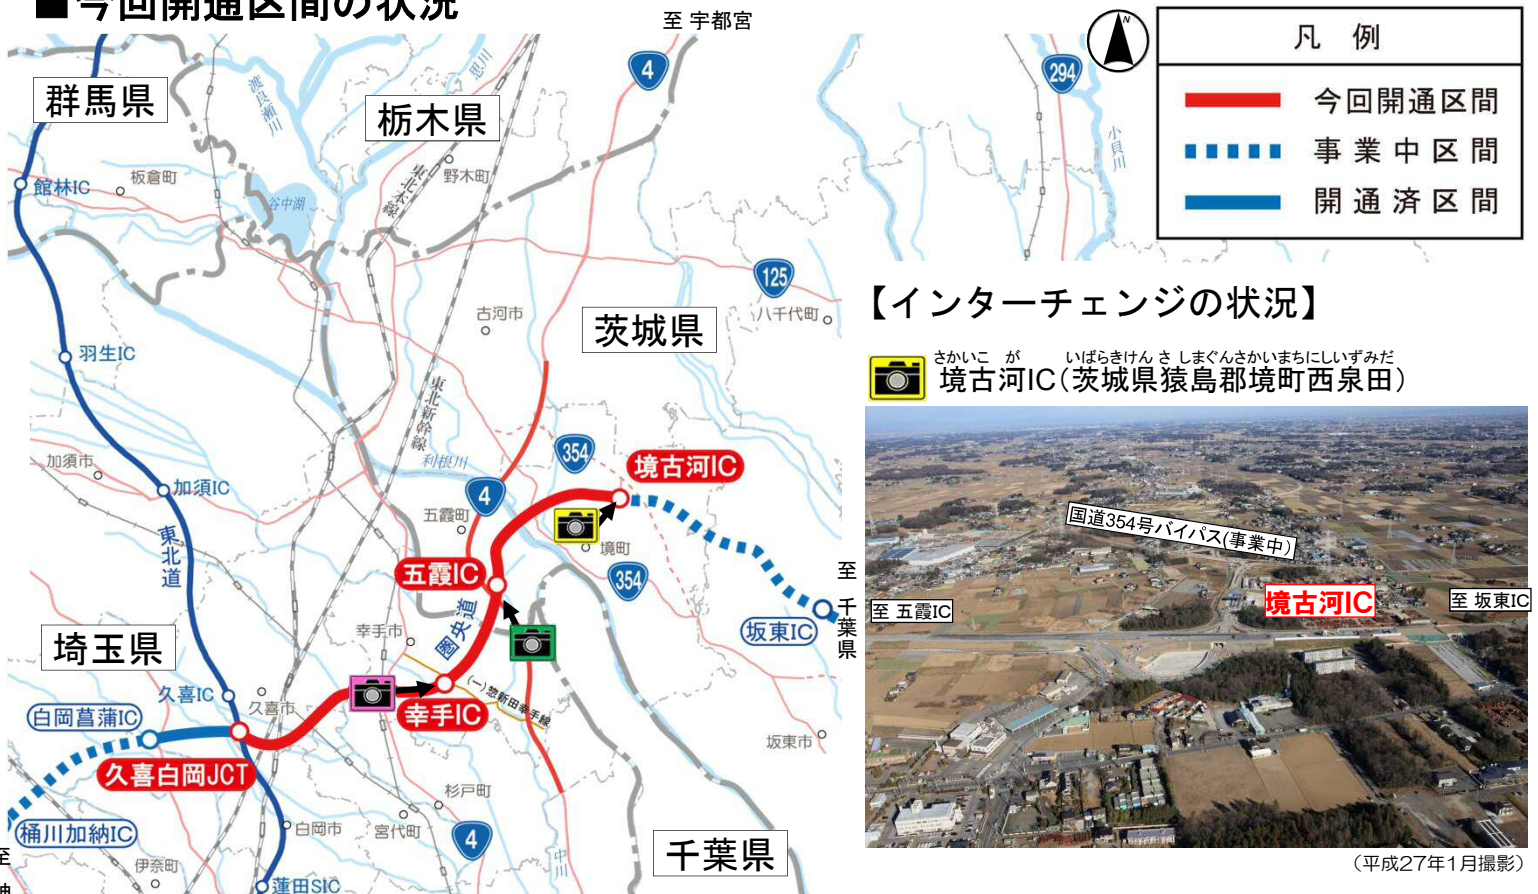 ■今回開通区間の状況
至 宇都宮
N
凡 例
今回開通区間
事業中区間
開通済区間
群馬県
栃木県
茨城県
埼玉県
千葉県
渡良瀬川
思川
4
294
小貝川
館林IC
板倉町
谷中湖
野木町
東北本線
125
古河市
八千代町
羽生IC
東北新幹線
利根川
354
境古河IC
加須市
加須IC
4
五霞町
境町
東北道
五霞IC
354
至 千葉県
坂東IC
圏央道
幸手市
久喜IC
久喜市
(一)惣新田幸手線
幸手IC
白岡菖蒲IC
久喜白岡JCT
坂東市
杉戸町
宮代町
白岡市
4
桶川加納IC
中川
伊奈町
蓮田SIC
至
【インターチェンジの状況】
さかいこが いばらきけんさしまぐんさかいまちにしいずみだ
境古河IC(茨城県猿島郡境町西泉田)
国道354号バイパス(事業中)
至 五霞IC
境古河IC
至 坂東IC
(平成27年1月撮影)